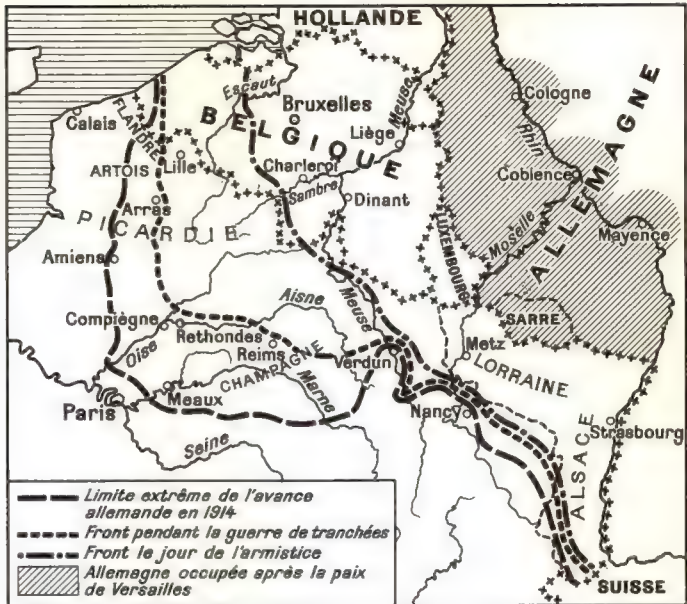 HOLLANDE
Escaut
Calais
FLANDRE
Bruxelles
BELGIQUE
Meuse
Liège
Cologne
Rhin
ALLEMAGNE
Lille
ARTOIS
Charleroi
Sambre
Dinant
Coblence
Arras
PICARDIE
Moselle
Mayence
LUXEMBOURG
Amiens
Aisne
Meuse
SARRE
Compiègne
Rethondes
Oise
Reims
Verdun
Metz
LORRAINE
CHAMPAGNE
Meaux
Marne
Paris
Nancy
Strasbourg
ALSACE
Seine
Limite extrême de l'avance
allemande en 1914
Front pendant la guerre de tranchées
Front le jour de l'armistice
Allemagne occupée après la paix
de Versailles
SUISSE